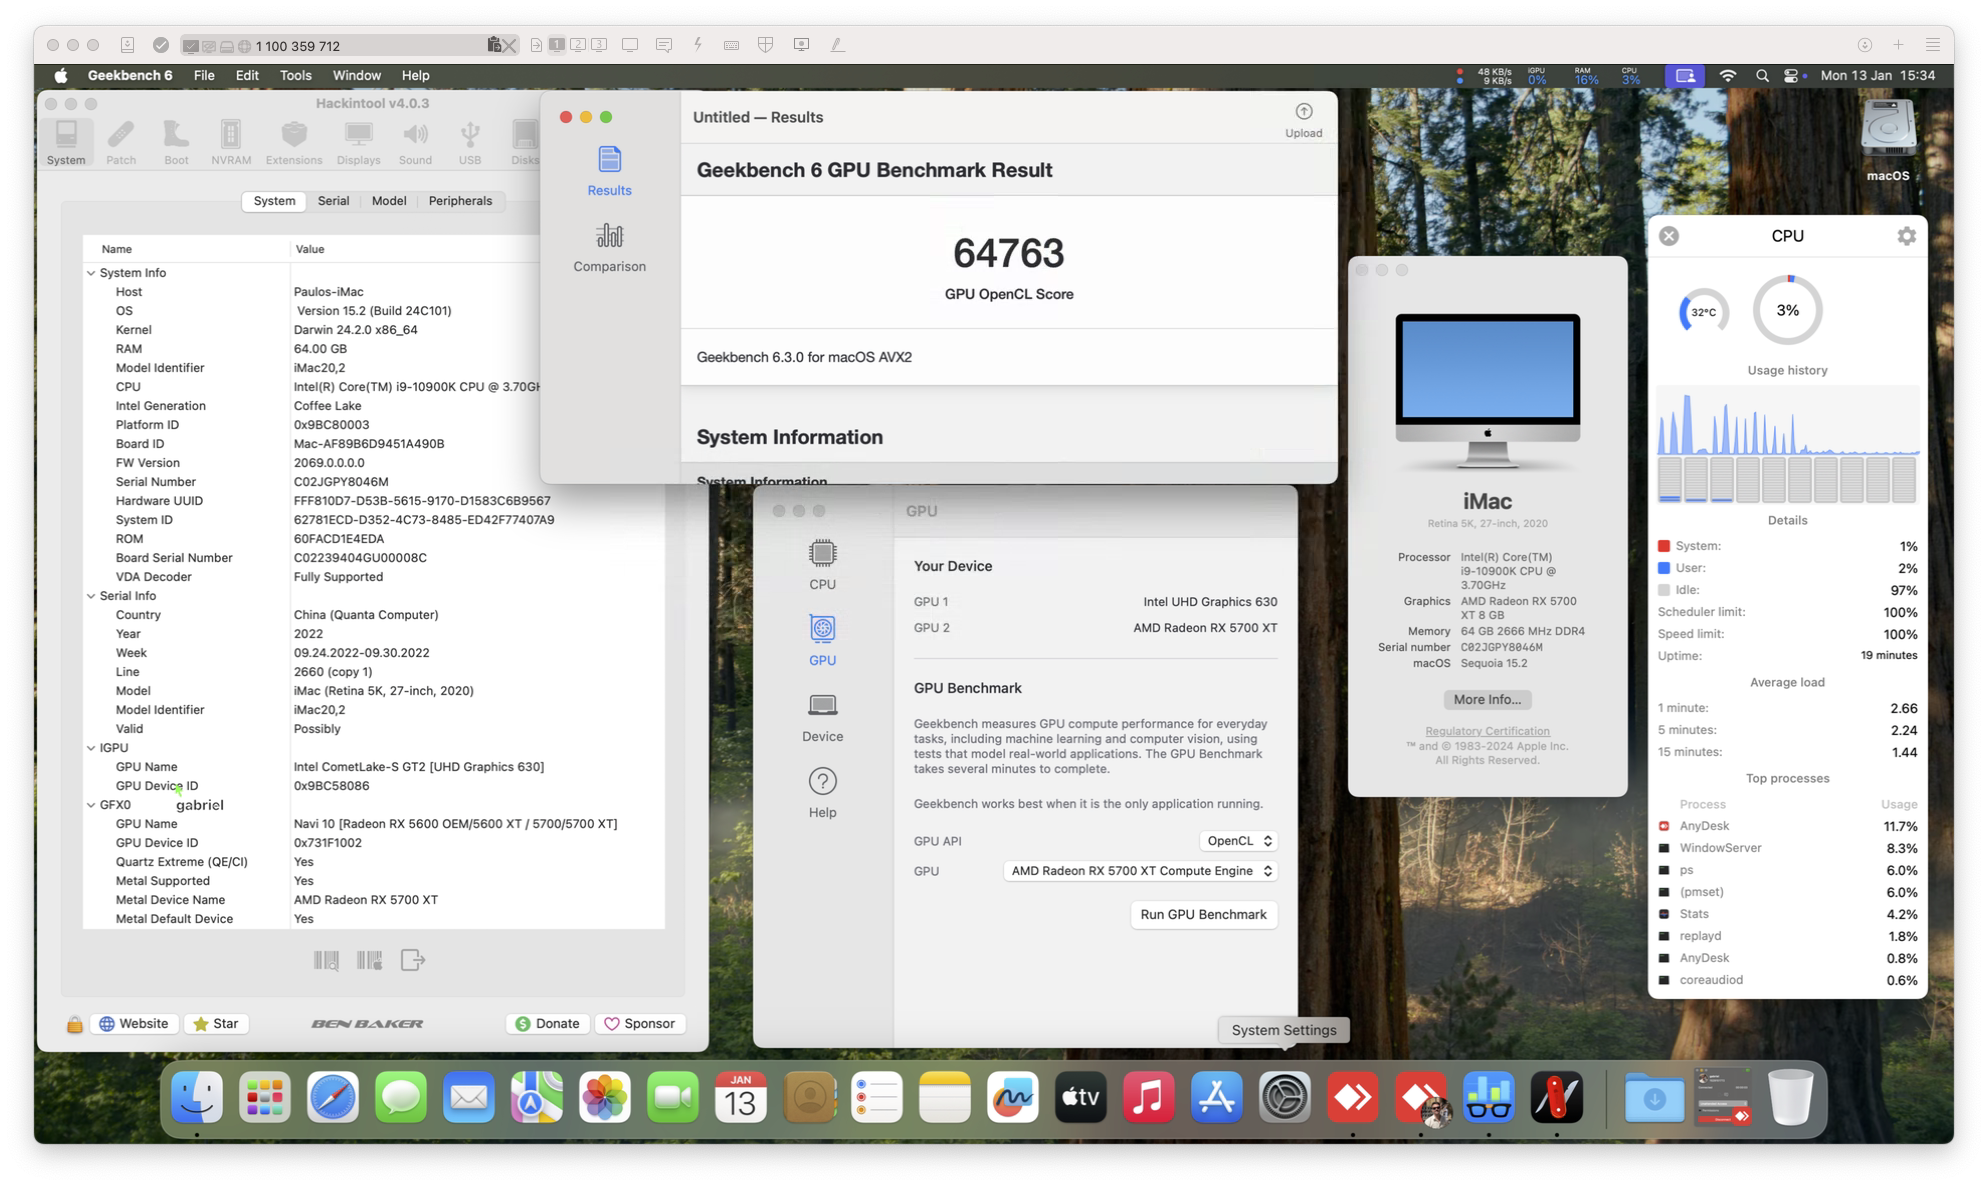 1 100 359 712
1 2 3
Geekbench 6 File Edit Tools Window Help
48 KB/s
9 KB/s
iGPU
0%
RAM
16%
CPU
3%
Mon 13 Jan 15:34
Hackintool v4.0.3
System Patch Boot NVRAM Extensions Displays Sound USB Disks
System Serial Model Peripherals
Name Value
System Info
Host Paulos-iMac
OS Version 15.2 (Build 24C101)
Kernel Darwin 24.2.0 x86_64
RAM 64.00 GB
Model Identifier iMac20,2
CPU Intel(R) Core(TM) i9-10900K CPU @ 3.70GH
Intel Generation Coffee Lake
Platform ID 0x9BC80003
Board ID Mac-AF89B6D9451A490B
FW Version 2069.0.0.0.0
Serial Number C02JGPY8046M
Hardware UUID FFF810D7-D53B-5615-9170-D1583C6B9567
System ID 62781ECD-D352-4C73-8485-ED42F77407A9
ROM 60FACD1E4EDA
Board Serial Number C02239404GU00008C
VDA Decoder Fully Supported
Serial Info
Country China (Quanta Computer)
Year 2022
Week 09.24.2022-09.30.2022
Line 2660 (copy 1)
Model iMac (Retina 5K, 27-inch, 2020)
Model Identifier iMac20,2
Valid Possibly
IGPU
GPU Name Intel CometLake-S GT2 [UHD Graphics 630]
GPU Device ID 0x9BC58086
GFX0 gabriel
GPU Name Navi 10 [Radeon RX 5600 OEM/5600 XT / 5700/5700 XT]
GPU Device ID 0x731F1002
Quartz Extreme (QE/CI) Yes
Metal Supported Yes
Metal Device Name AMD Radeon RX 5700 XT
Metal Default Device Yes
Website Star BEN BAKER Donate Sponsor
Untitled — Results
Upload
Results
Comparison
Geekbench 6 GPU Benchmark Result
64763
GPU OpenCL Score
Geekbench 6.3.0 for macOS AVX2
System Information
System Information
GPU
CPU
GPU
Device
Help
Your Device
GPU 1 Intel UHD Graphics 630
GPU 2 AMD Radeon RX 5700 XT
GPU Benchmark
Geekbench measures GPU compute performance for everyday
tasks, including machine learning and computer vision, using
tests that model real-world applications. The GPU Benchmark
takes several minutes to complete.
Geekbench works best when it is the only application running.
GPU API OpenCL
GPU AMD Radeon RX 5700 XT Compute Engine
Run GPU Benchmark
System Settings
iMac
Retina 5K, 27-inch, 2020
Processor Intel(R) Core(TM)
i9-10900K CPU @
3.70GHz
Graphics AMD Radeon RX 5700
XT 8 GB
Memory 64 GB 2666 MHz DDR4
Serial number C02JGPY8046M
macOS Sequoia 15.2
More Info...
Regulatory Certification
™ and © 1983-2024 Apple Inc.
All Rights Reserved.
macOS
CPU
32°C
3%
Usage history
Details
System: 1%
User: 2%
Idle: 97%
Scheduler limit: 100%
Speed limit: 100%
Uptime: 19 minutes
Average load
1 minute: 2.66
5 minutes: 2.24
15 minutes: 1.44
Top processes
Process Usage
AnyDesk 11.7%
WindowServer 8.3%
ps 6.0%
(pmset) 6.0%
Stats 4.2%
replayd 1.8%
AnyDesk 0.8%
coreaudiod 0.6%
JAN
13
tv